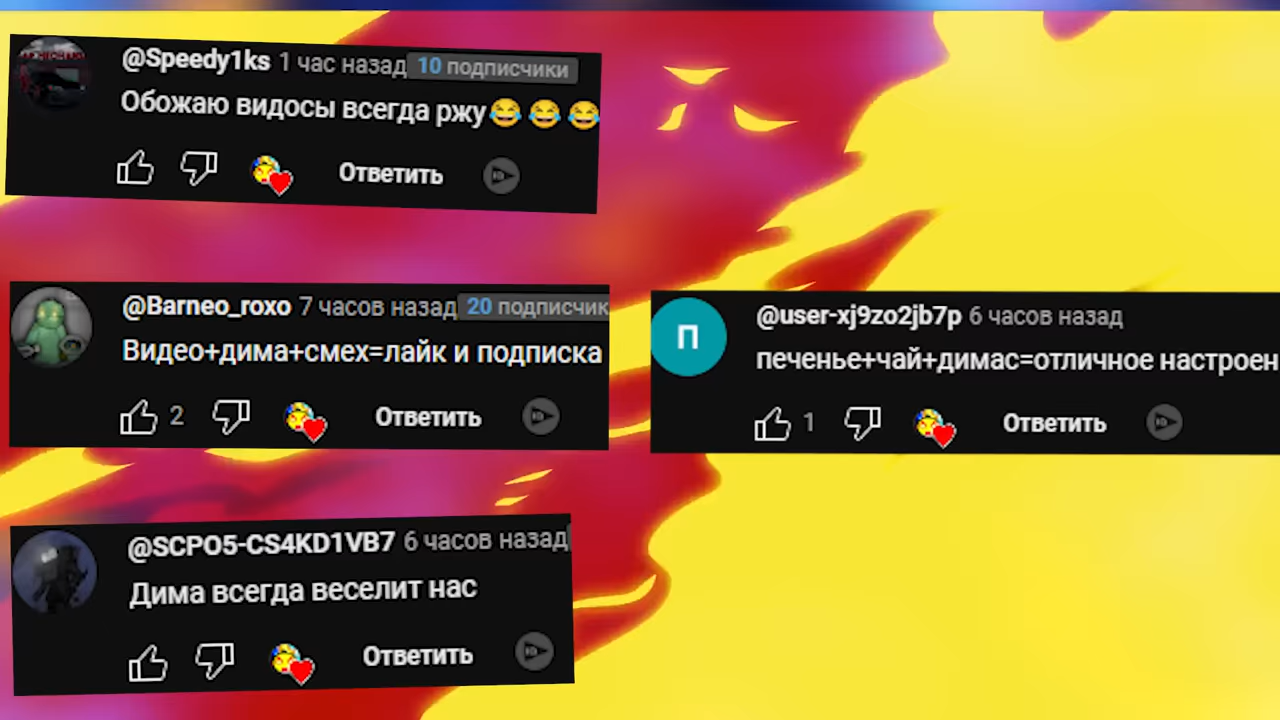 @Speedy1ks 1 час назад 10 подписчики
Обожаю видосы всегда ржу😂😂😂
Ответить
@Barneo_roxo 7 часов назад 20 подписчик
Видео+дима+смех=лайк и подписка
2 Ответить
П
@user-xj9zo2jb7p 6 часов назад
печенье+чай+димас=отличное настроен
1 Ответить
@SCPO5-CS4KD1VB7 6 часов назад
Дима всегда веселит нас
Ответить